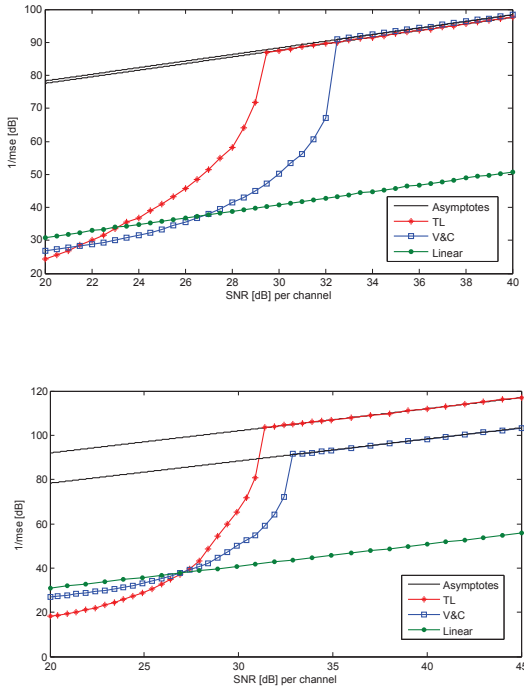 100
90
80
70
60
50
40
30
20
1/mse [dB]
20 22 24 26 28 30 32 34 36 38 40
SNR [dB] per channel
Asymptotes
TL
V&C
Linear
120
100
80
60
40
20
0
1/mse [dB]
20 25 30 35 40 45
SNR [dB] per channel
Asymptotes
TL
V&C
Linear